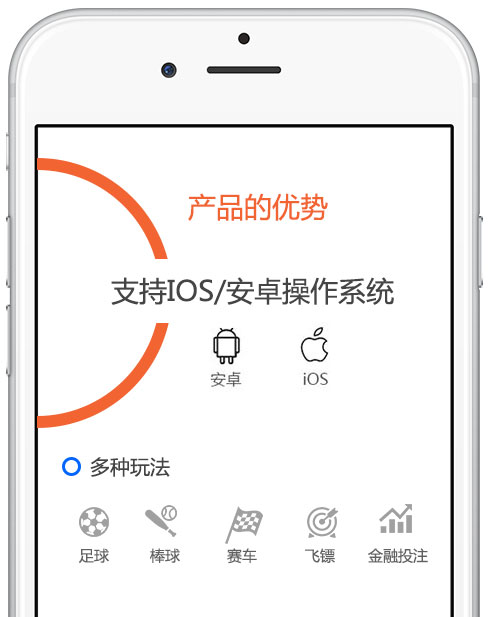 产品的优势
支持IOS/安卓操作系统
安卓 iOS
多种玩法
足球 棒球 赛车 飞镖 金融投注